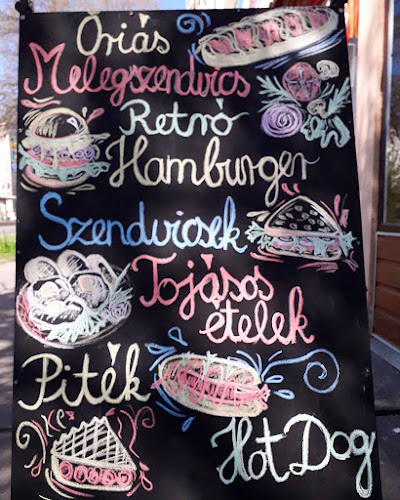 Óriás
Melegszendvics
Retró
Hamburger
Szendvicsek
Tojásos
ételek
Piték
Hot Dog